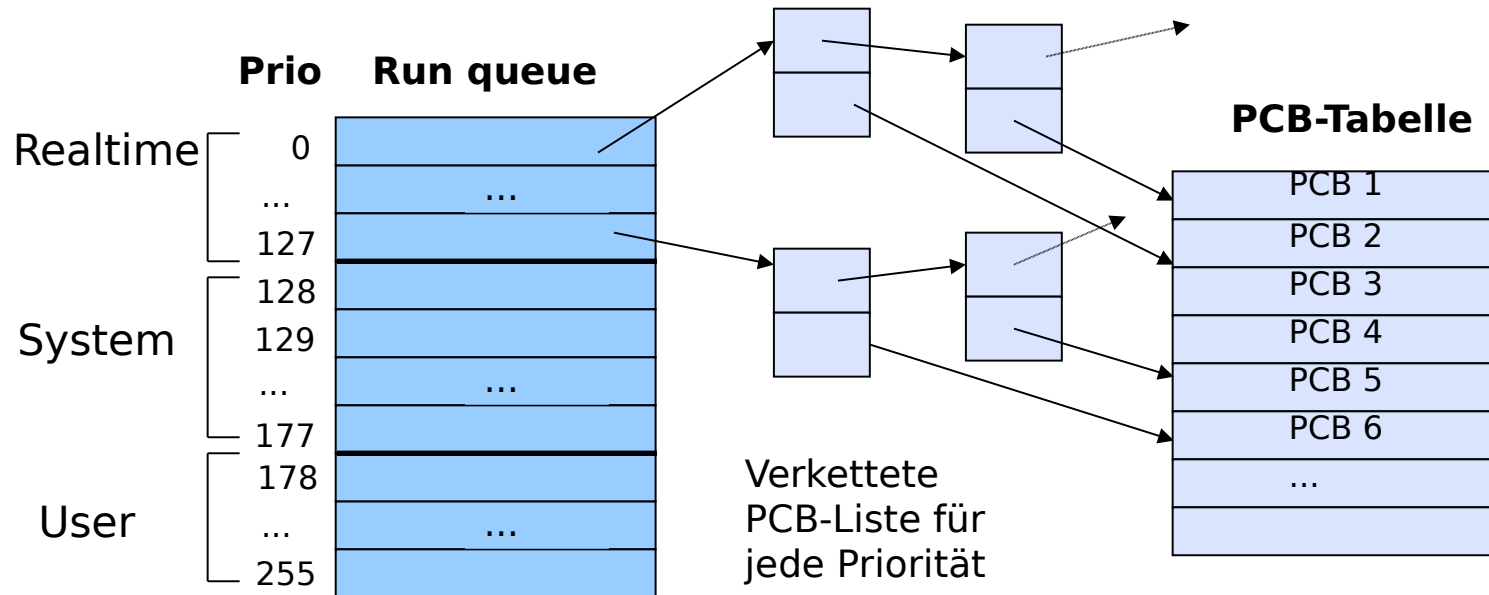 Prio Run queue
PCB-Tabelle
Realtime
0
...
...
127
System
128
129
...
...
177
User
178
...
...
255
Verkettete
PCB-Liste für
jede Priorität
PCB 1
PCB 2
PCB 3
PCB 4
PCB 5
PCB 6
...